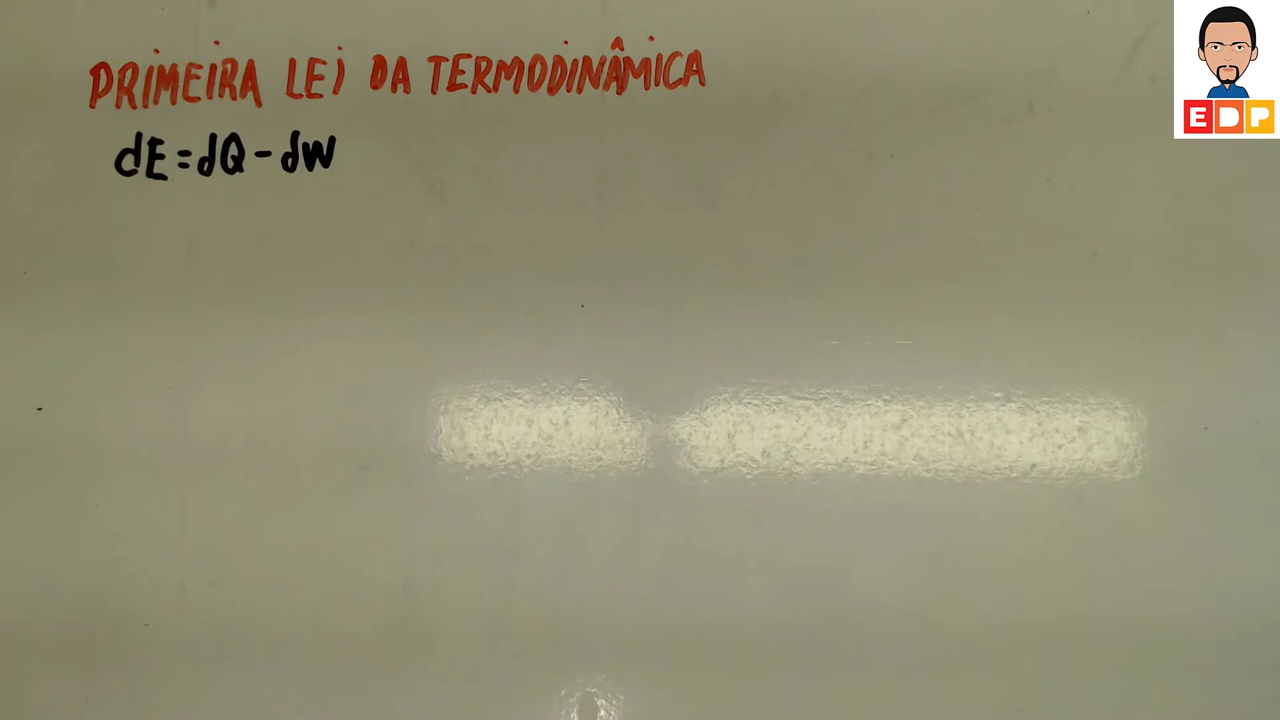 PRIMEIRA LEI DA TERMODINÂMICA
dE = dQ - dW
EDP